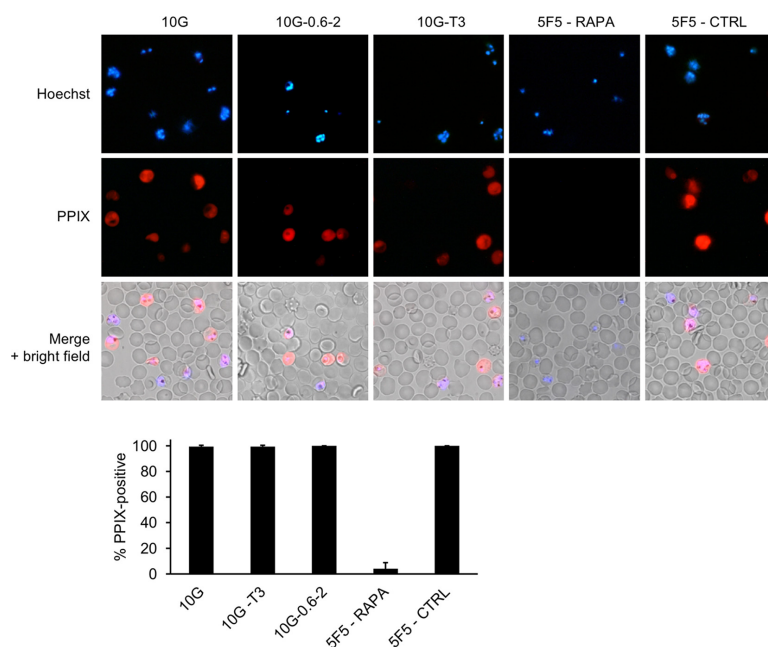 10G 10G-0.6-2 10G-T3 5F5 - RAPA 5F5 - CTRL
Hoechst
PPIX
Merge
+ bright field
% PPIX-positive
100
80
60
40
20
0
10G 10G -T3 10G-0.6-2 5F5 - RAPA 5F5 - CTRL